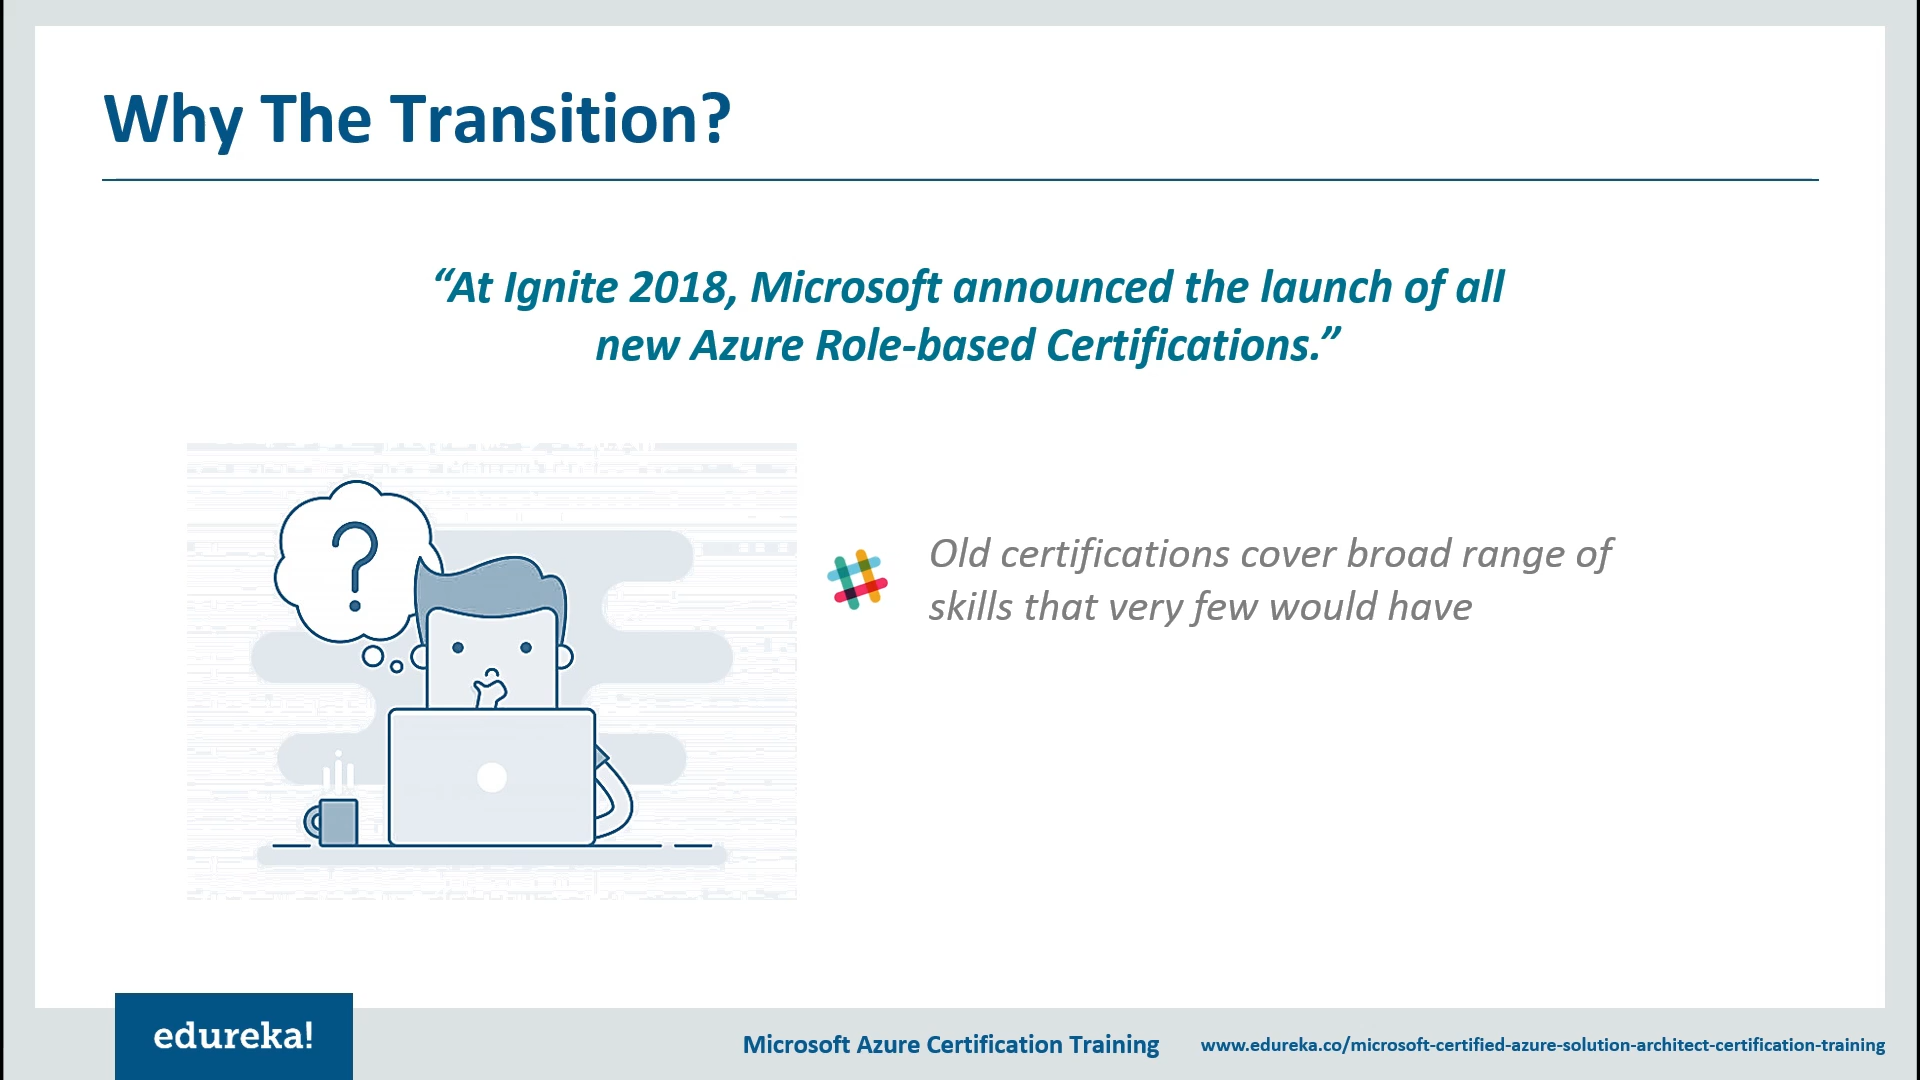 Why The Transition?
“At Ignite 2018, Microsoft announced the launch of all
new Azure Role-based Certifications.”
?
Old certifications cover broad range of
skills that very few would have
edureka!
Microsoft Azure Certification Training
www.edureka.co/microsoft-certified-azure-solution-architect-certification-training